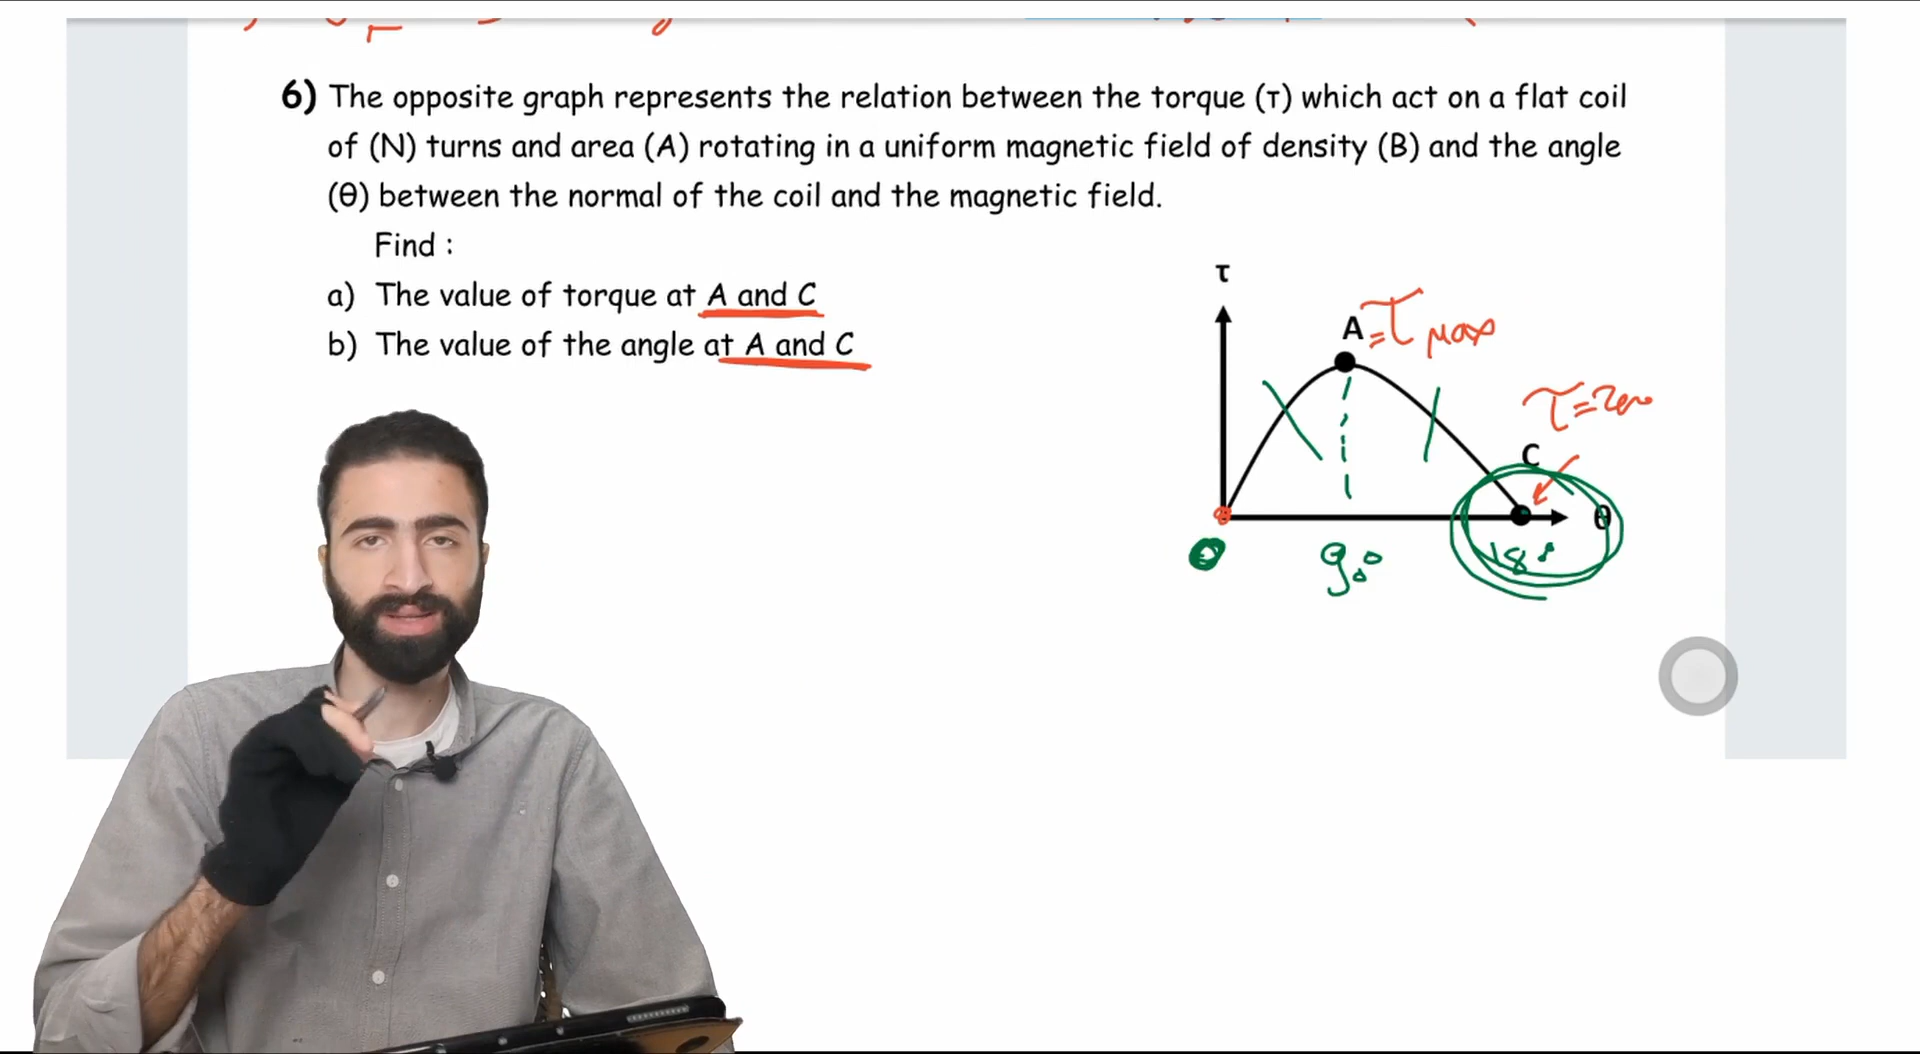 6) The opposite graph represents the relation between the torque (τ) which act on a flat coil
of (N) turns and area (A) rotating in a uniform magnetic field of density (B) and the angle
(θ) between the normal of the coil and the magnetic field.
Find :
a) The value of torque at A and C
b) The value of the angle at A and C
τ
A = τ max
τ = zero
C
θ
0
90°
180